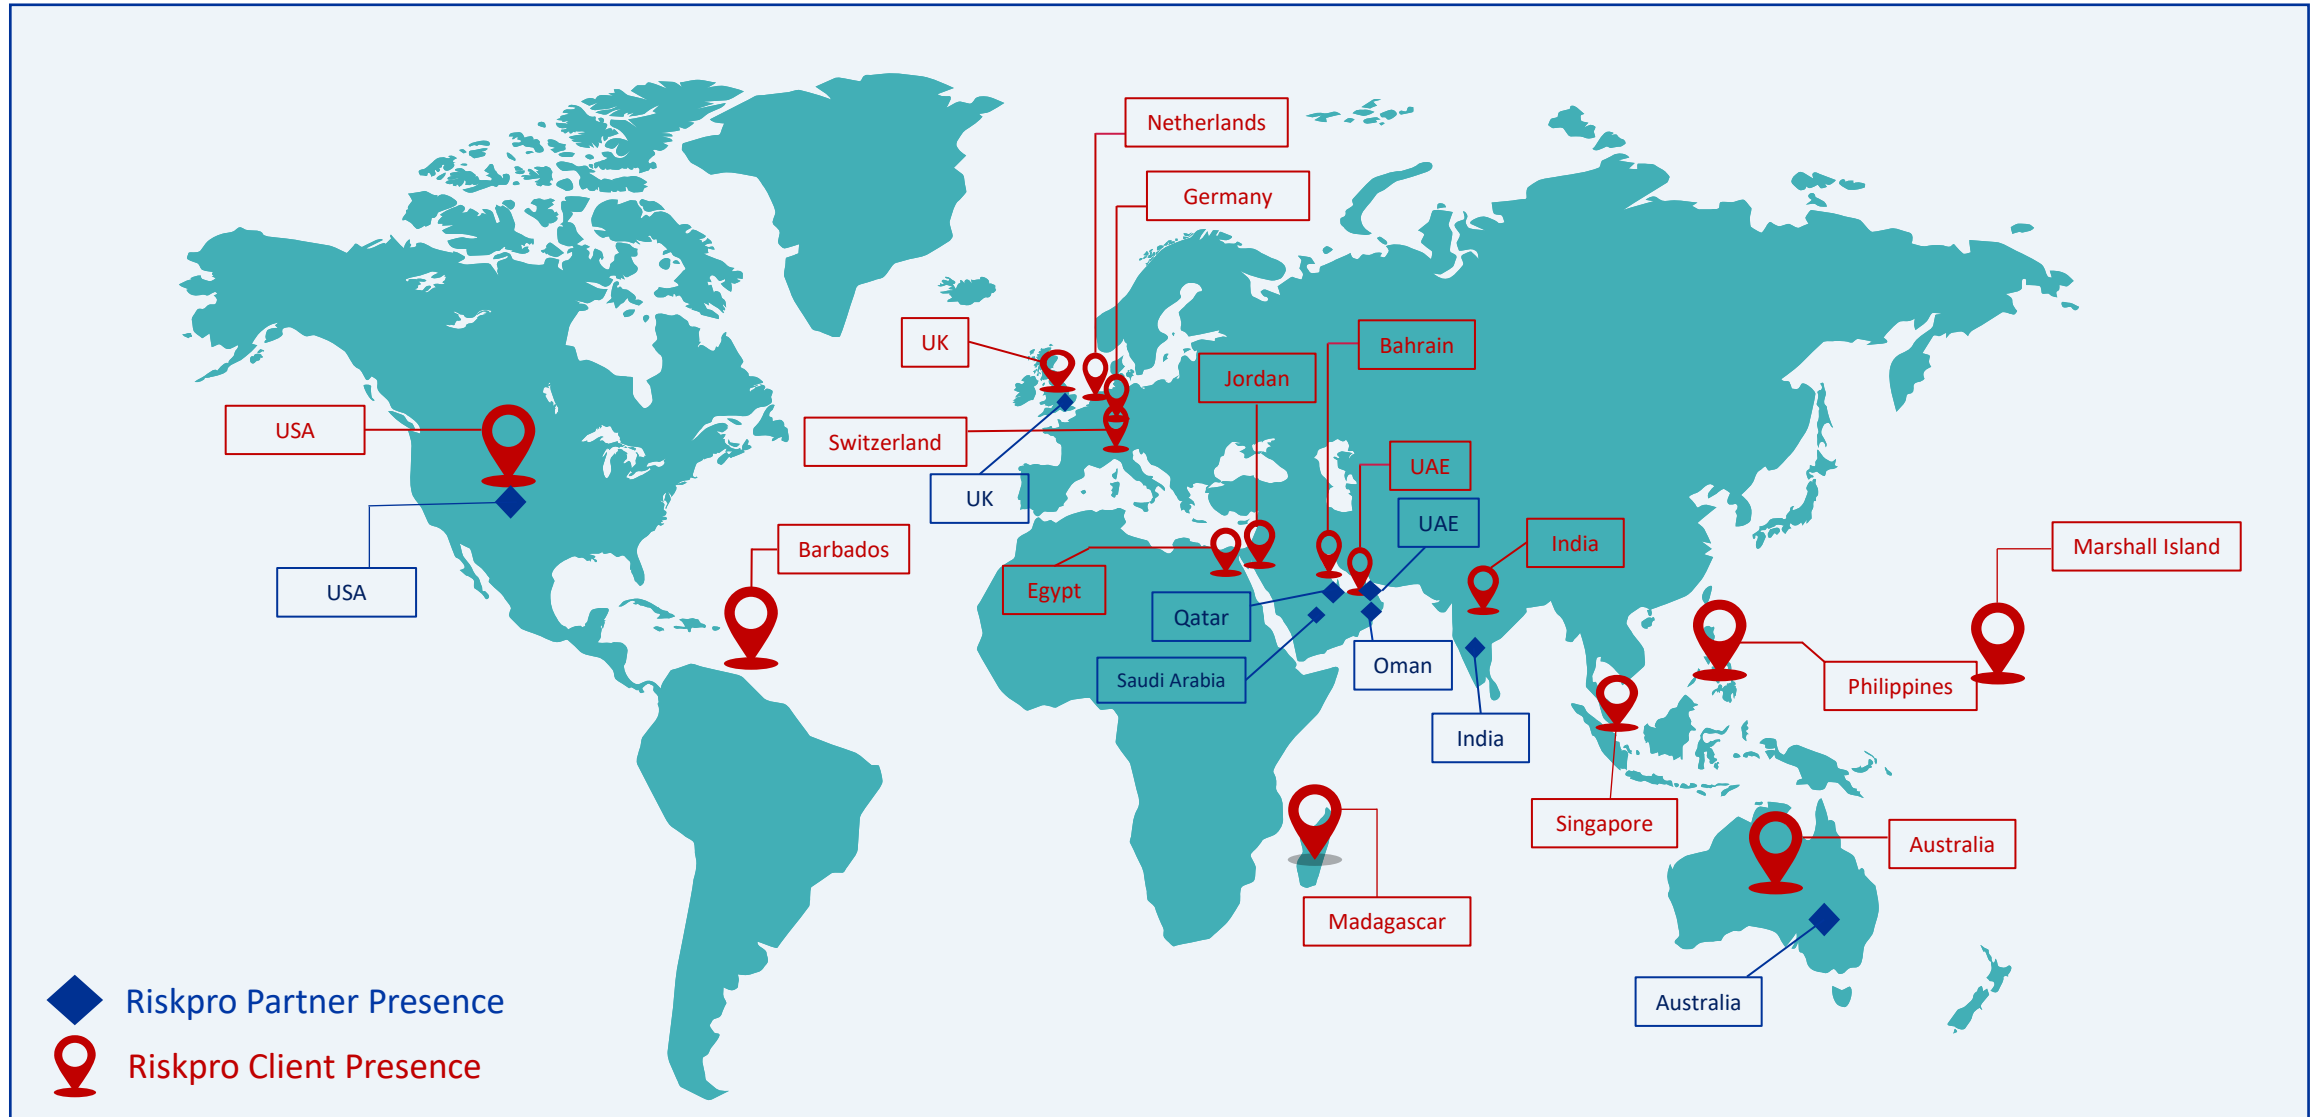 Netherlands
Germany
UK
Bahrain
Jordan
USA
Switzerland
UAE
UK
UAE
Barbados
India
Marshall Island
USA
Egypt
Qatar
Oman
Saudi Arabia
Philippines
India
Singapore
Australia
Madagascar
Australia
Riskpro Partner Presence
Riskpro Client Presence